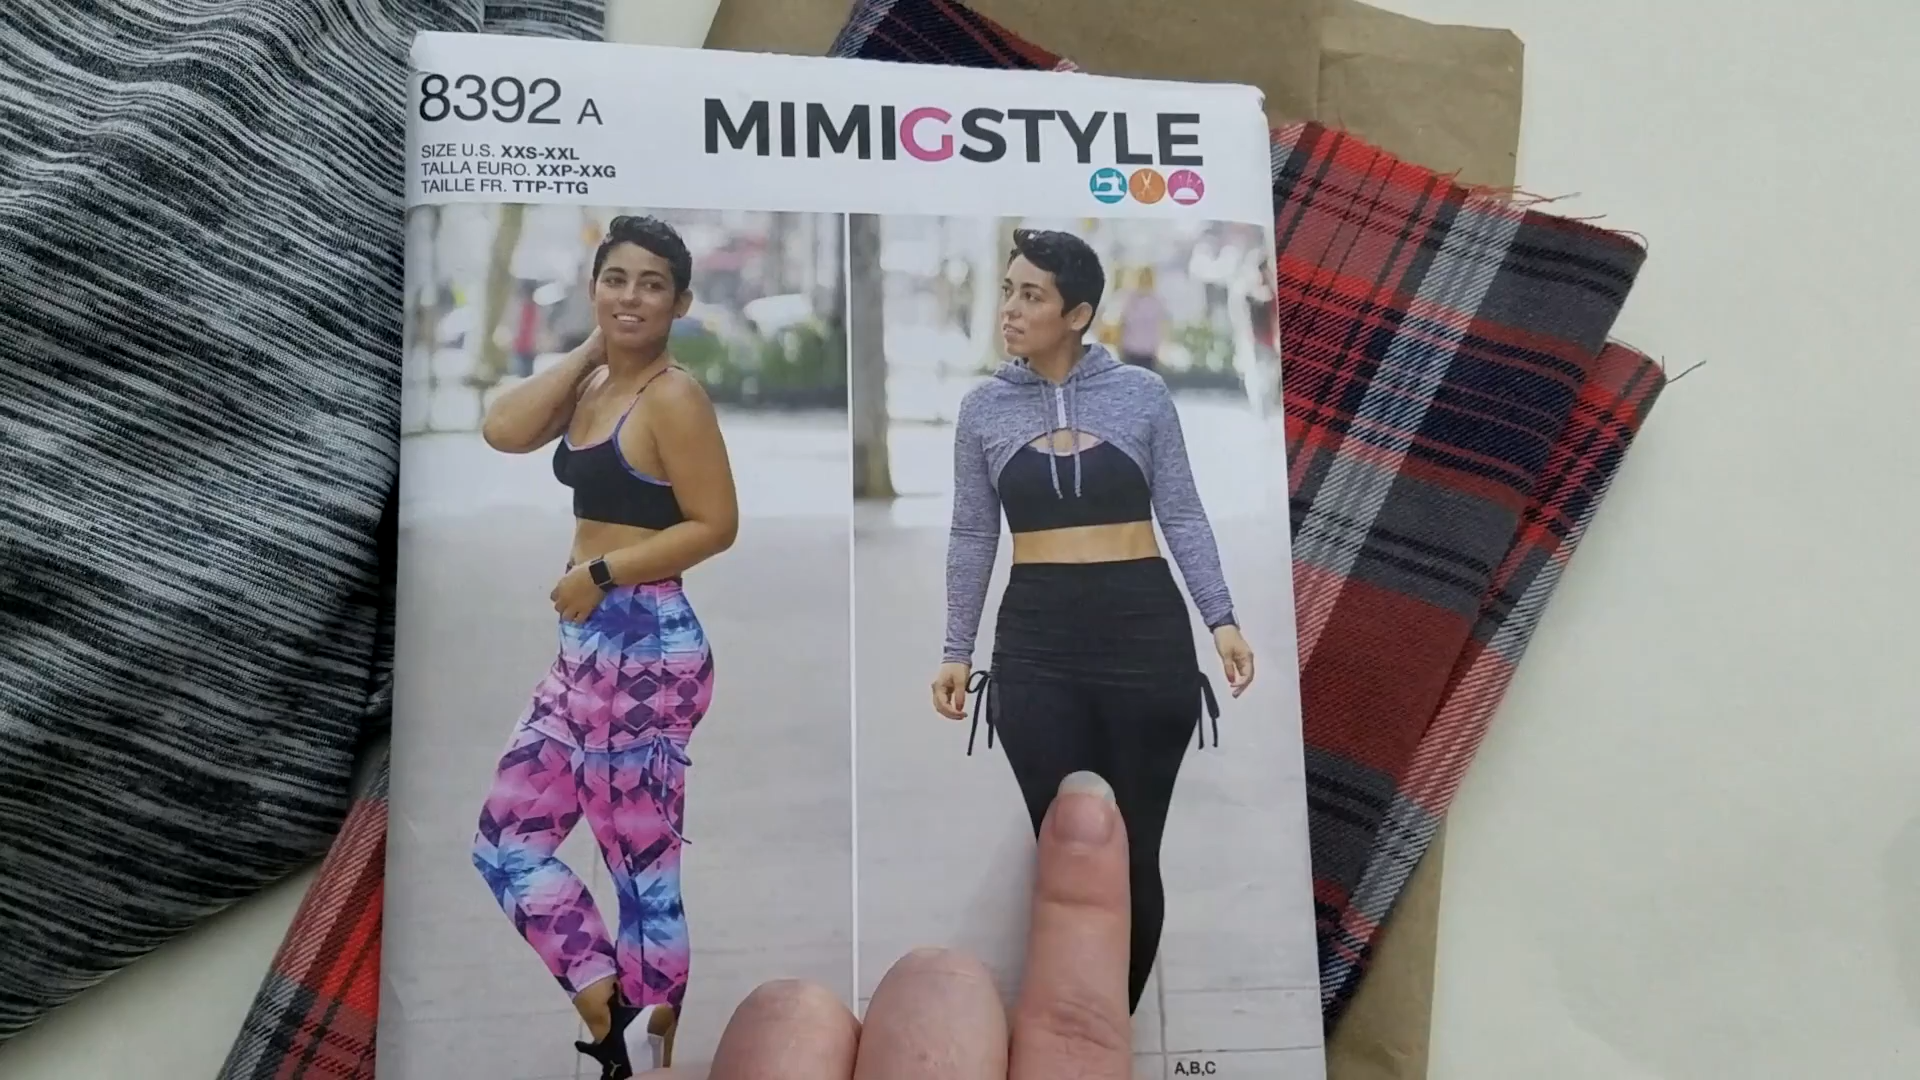 8392 A
SIZE U.S. XXS-XXL
TALLA EURO. XXP-XXG
TAILLE FR. TTP-TTG
MIMIGSTYLE
A,B,C